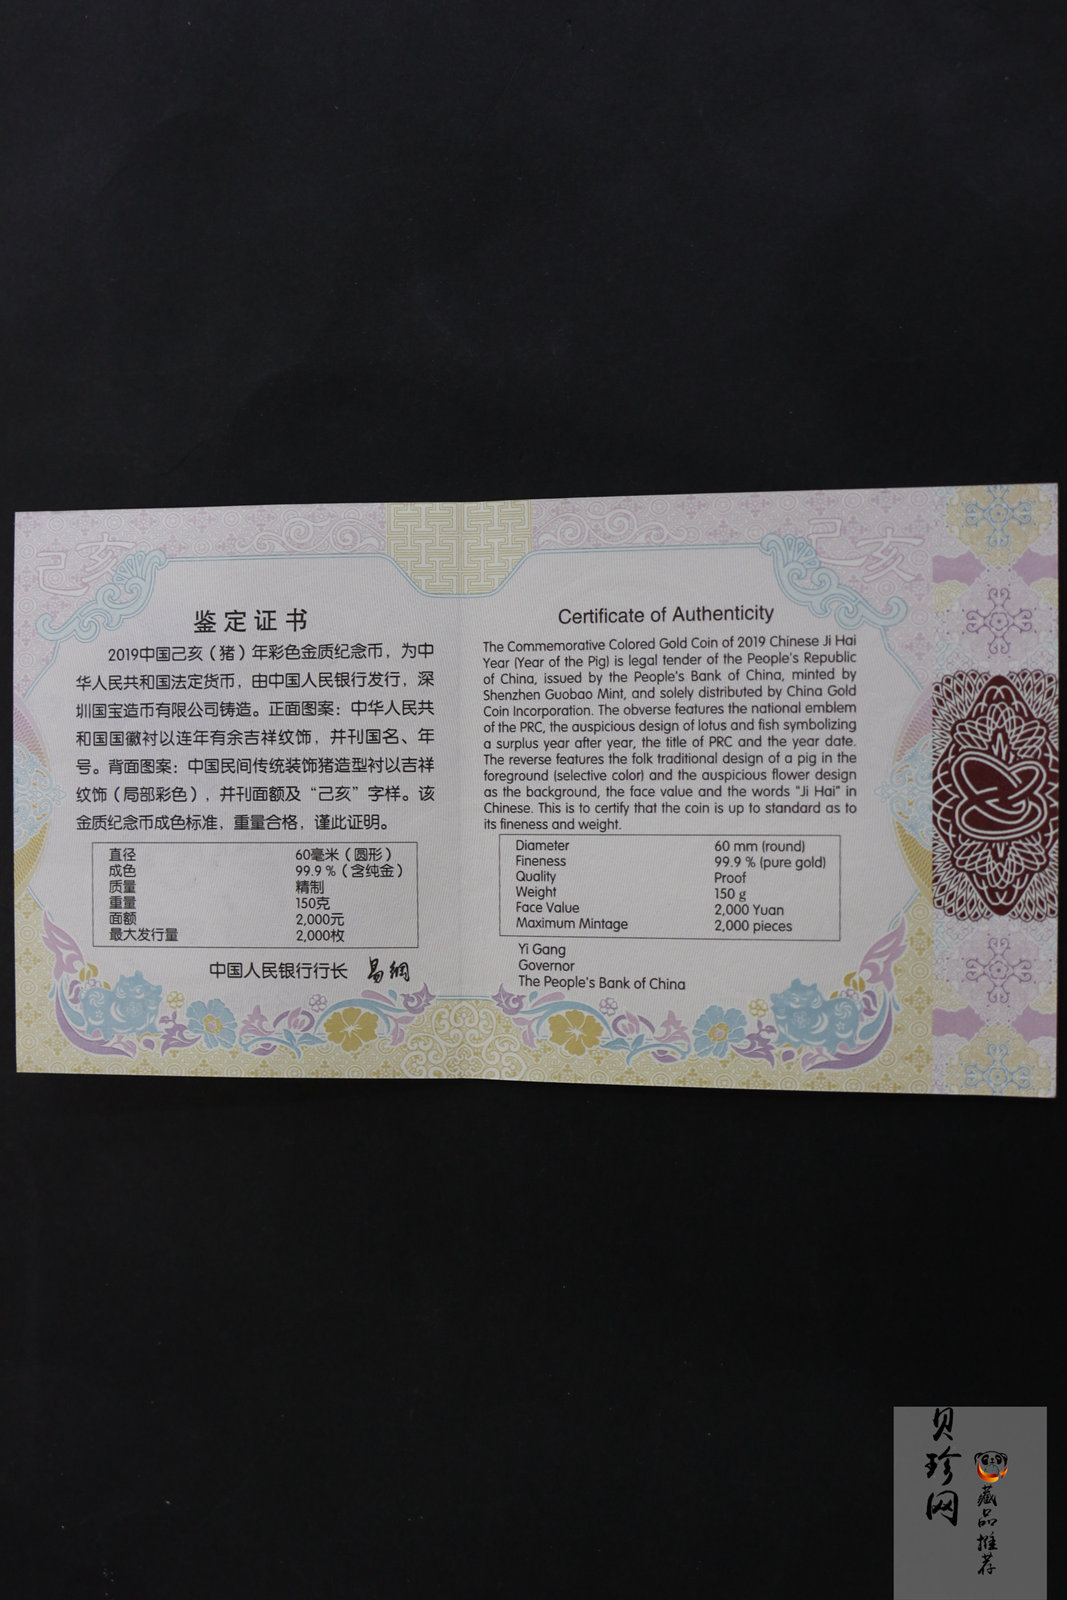 己亥
己亥
鉴定证书
2019中国己亥（猪）年彩色金质纪念币，为中
华人民共和国法定货币，由中国人民银行发行，深
圳国宝造币有限公司铸造。正面图案：中华人民共
和国国徽衬以连年有余吉祥纹饰，并刊国名、年
号。背面图案：中国民间传统装饰猪造型衬以吉祥
纹饰（局部彩色），并刊面额及“己亥”字样。该
金质纪念币成色标准，重量合格，谨此证明。
直径 60毫米（圆形）
成色 99.9%（含纯金）
质量 精制
重量 150克
面额 2,000元
最大发行量 2,000枚
中国人民银行行长 易纲
Certificate of Authenticity
The Commemorative Colored Gold Coin of 2019 Chinese Ji Hai
Year (Year of the Pig) is legal tender of the People's Republic
of China, issued by the People's Bank of China, minted by
Shenzhen Guobao Mint, and solely distributed by China Gold
Coin Incorporation. The obverse features the national emblem
of the PRC, the auspicious design of lotus and fish symbolizing
a surplus year after year, the title of PRC and the year date.
The reverse features the folk traditional design of a pig in the
foreground (selective color) and the auspicious flower design
as the background, the face value and the words "Ji Hai" in
Chinese. This is to certify that the coin is up to standard as to
its fineness and weight.
Diameter 60 mm (round)
Fineness 99.9 % (pure gold)
Quality Proof
Weight 150 g
Face Value 2,000 Yuan
Maximum Mintage 2,000 pieces
Yi Gang
Governor
The People's Bank of China
贝珍网
藏品推荐